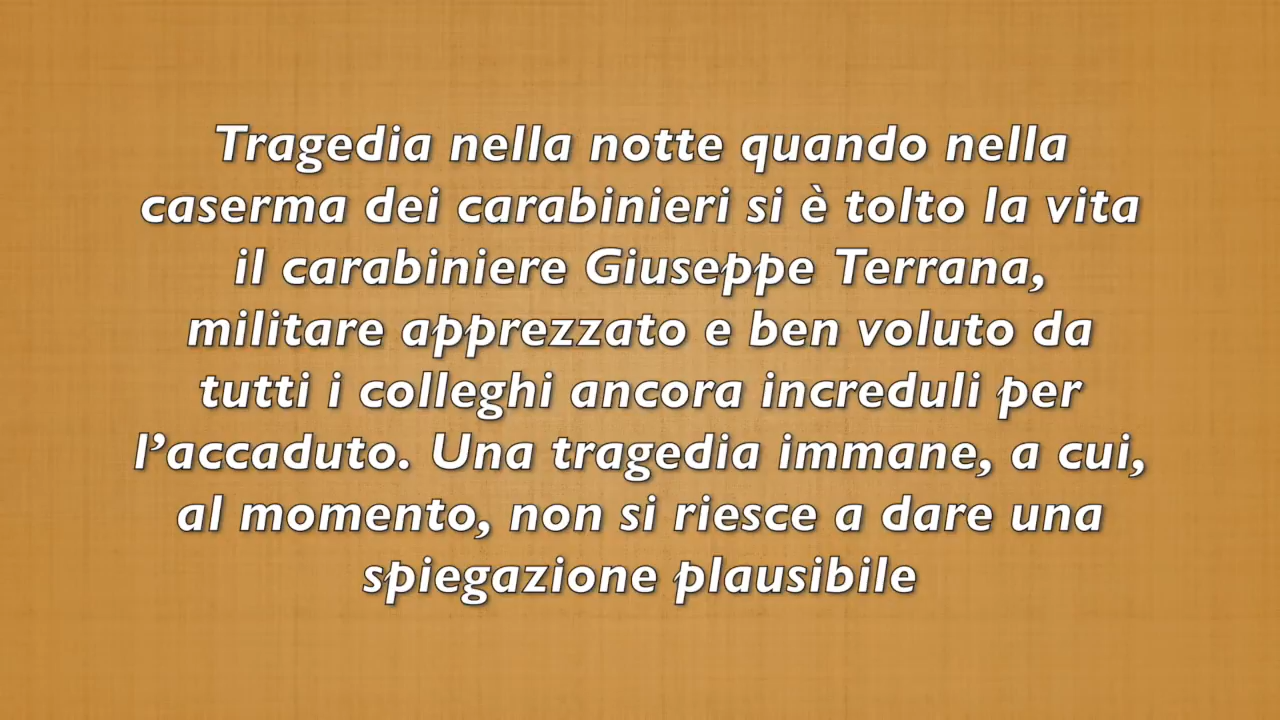 Tragedia nella notte quando nella
caserma dei carabinieri si è tolto la vita
il carabiniere Giuseppe Terrana,
militare apprezzato e ben voluto da
tutti i colleghi ancora increduli per
l’accaduto. Una tragedia immane, a cui,
al momento, non si riesce a dare una
spiegazione plausibile